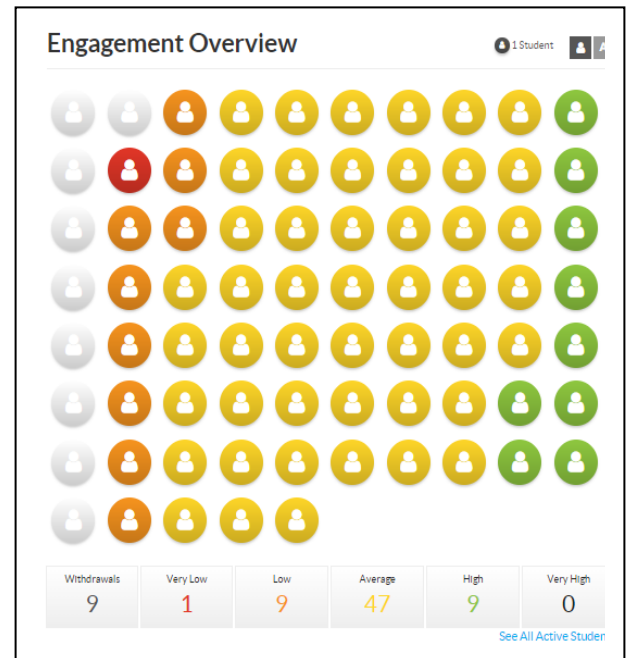 Engagement Overview
1 Student
Withdrawals Very Low Low Average High Very High
9 1 9 47 9 0
See All Active Studen